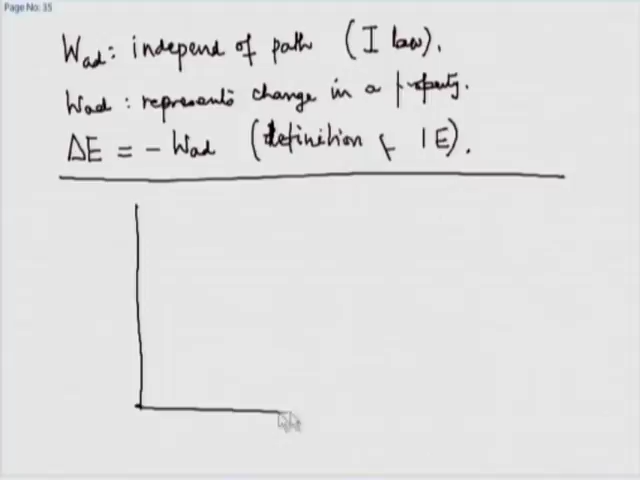 Page No: 35
Wad: independ of path (I law).
Wad: represents change in a property.
ΔE = - Wad (definition of IE).